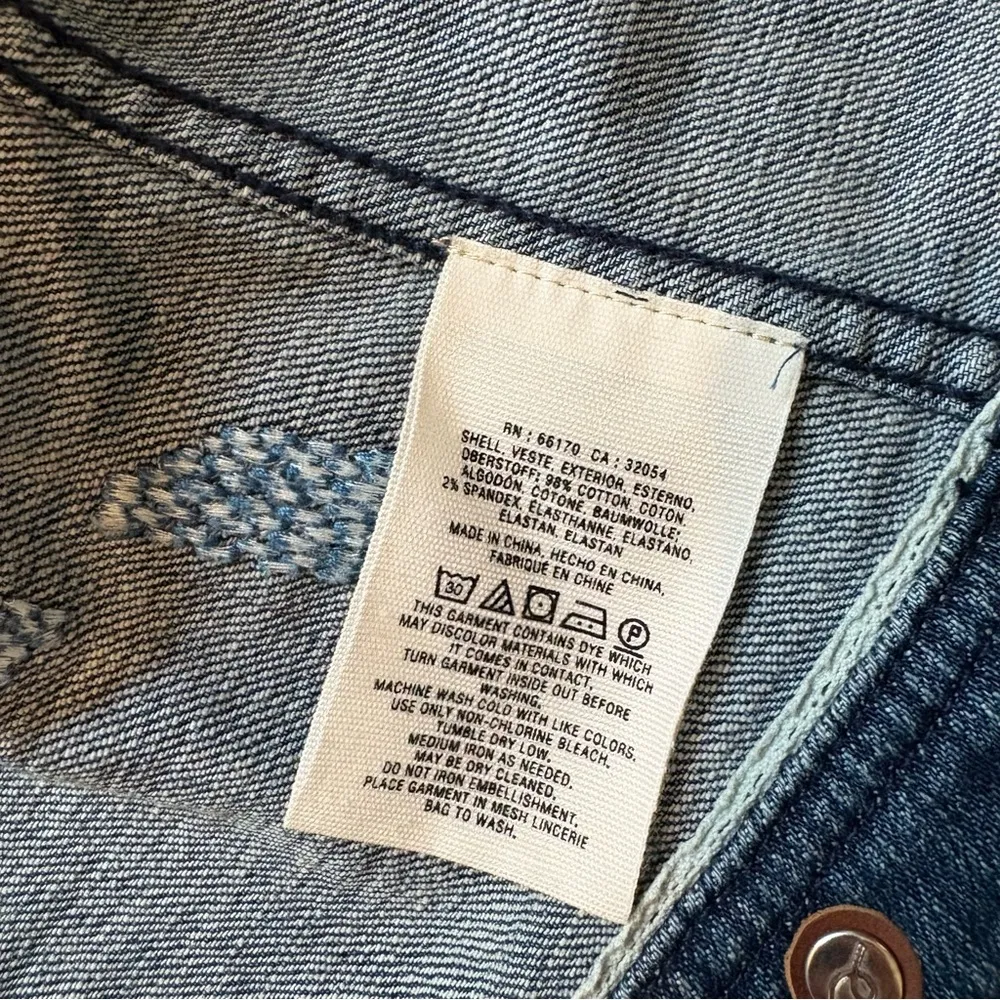 RN : 66170 CA : 32054
SHELL, VESTE, EXTERIOR, ESTERNO,
OBERSTOFF; 98% COTTON, COTON
ALGODON, COTONE, BAUMWOLLE;
2% SPANDEX, ELASTHANNE, ELASTANO,
ELASTAN, ELASTAN
MADE IN CHINA, HECHO EN CHINA,
FABRIQUÉ EN CHINE
30 P
THIS GARMENT CONTAINS DYE WHICH
MAY DISCOLOR MATERIALS WITH WHICH
IT COMES IN CONTACT.
TURN GARMENT INSIDE OUT BEFORE
WASHING.
MACHINE WASH COLD WITH LIKE COLORS.
USE ONLY NON-CHLORINE BLEACH.
TUMBLE DRY LOW.
MEDIUM IRON AS NEEDED.
MAY BE DRY CLEANED.
DO NOT IRON EMBELLISHMENT.
PLACE GARMENT IN MESH LINGERIE
BAG TO WASH.